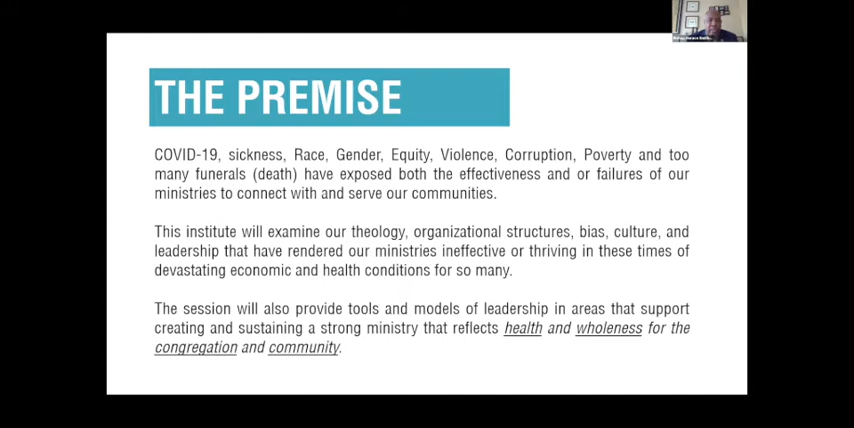 THE PREMISE
COVID-19, sickness, Race, Gender, Equity, Violence, Corruption, Poverty and too
many funerals (death) have exposed both the effectiveness and or failures of our
ministries to connect with and serve our communities.
This institute will examine our theology, organizational structures, bias, culture, and
leadership that have rendered our ministries ineffective or thriving in these times of
devastating economic and health conditions for so many.
The session will also provide tools and models of leadership in areas that support
creating and sustaining a strong ministry that reflects health and wholeness for the
congregation and community.